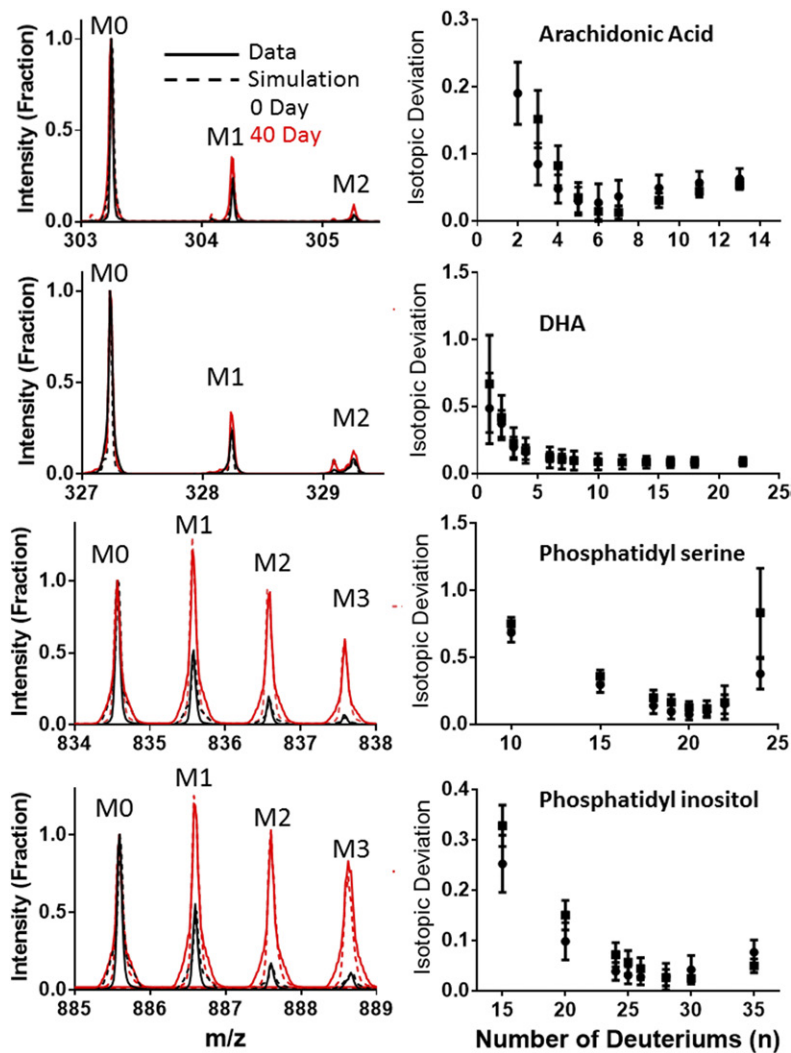 M0
M1
M2
Data
Simulation
0 Day
40 Day
Intensity (Fraction)
1.0
0.5
0.0
303
304
305
Arachidonic Acid
Isotopic Deviation
0.3
0.2
0.1
0.0
0
2
4
6
8
10
12
14
M0
M1
M2
Intensity (Fraction)
1.0
0.5
0.0
327
328
329
DHA
Isotopic Deviation
1.5
1.0
0.5
0.0
0
5
10
15
20
25
M0
M1
M2
M3
Intensity (Fraction)
1.0
0.5
0.0
834
835
836
837
838
Phosphatidyl serine
Isotopic Deviation
1.5
1.0
0.5
0.0
10
15
20
25
M0
M1
M2
M3
Intensity (Fraction)
1.0
0.5
0.0
885
886
887
888
889
m/z
Phosphatidyl inositol
Isotopic Deviation
0.4
0.3
0.2
0.1
0.0
15
20
25
30
35
Number of Deuteriums (n)